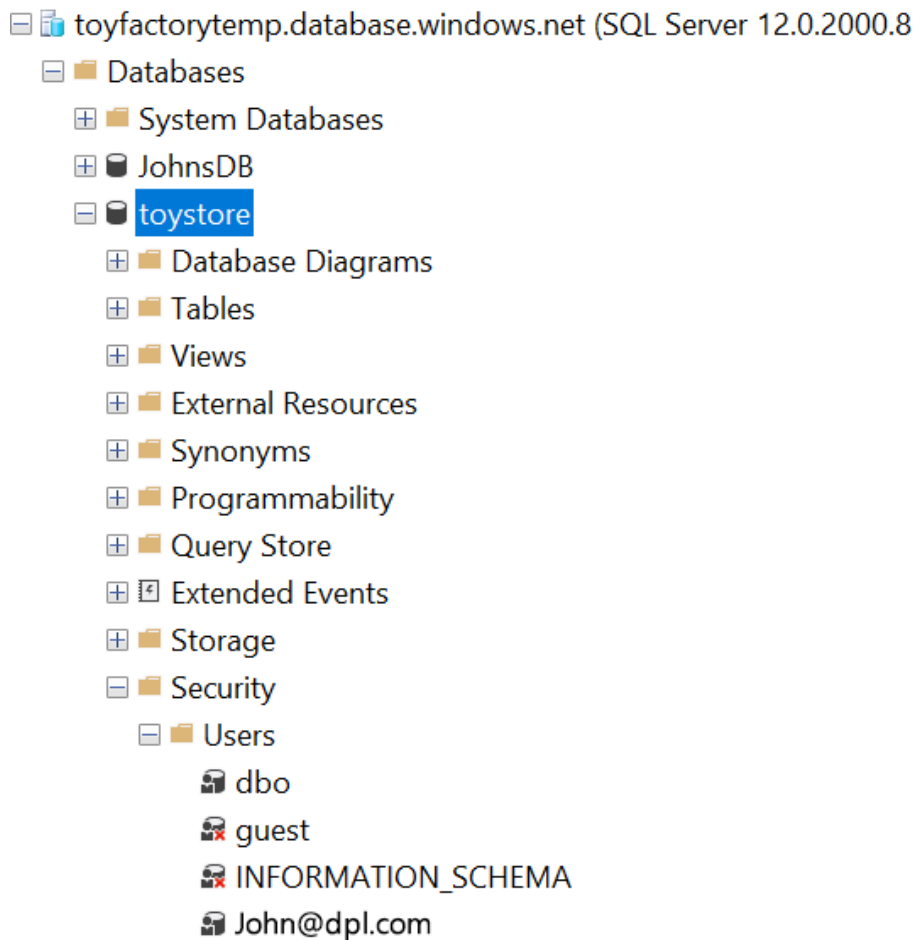 toyfactorytemp.database.windows.net (SQL Server 12.0.2000.8
Databases
System Databases
JohnsDB
toystore
Database Diagrams
Tables
Views
External Resources
Synonyms
Programmability
Query Store
Extended Events
Storage
Security
Users
dbo
guest
INFORMATION_SCHEMA
John@dpl.com